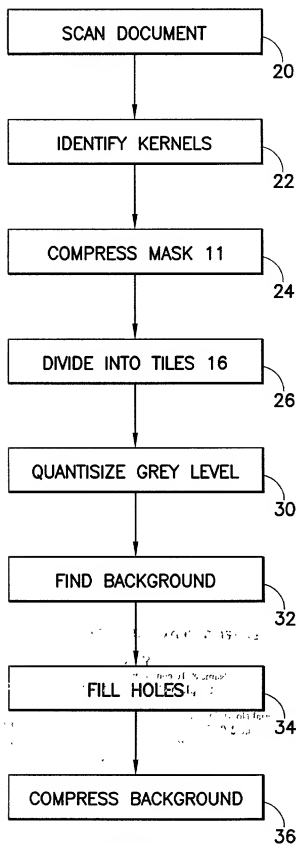 SCAN DOCUMENT
20
IDENTIFY KERNELS
22
COMPRESS MASK 11
24
DIVIDE INTO TILES 16
26
QUANTISIZE GREY LEVEL
30
FIND BACKGROUND
32
FILL HOLES
34
COMPRESS BACKGROUND
36